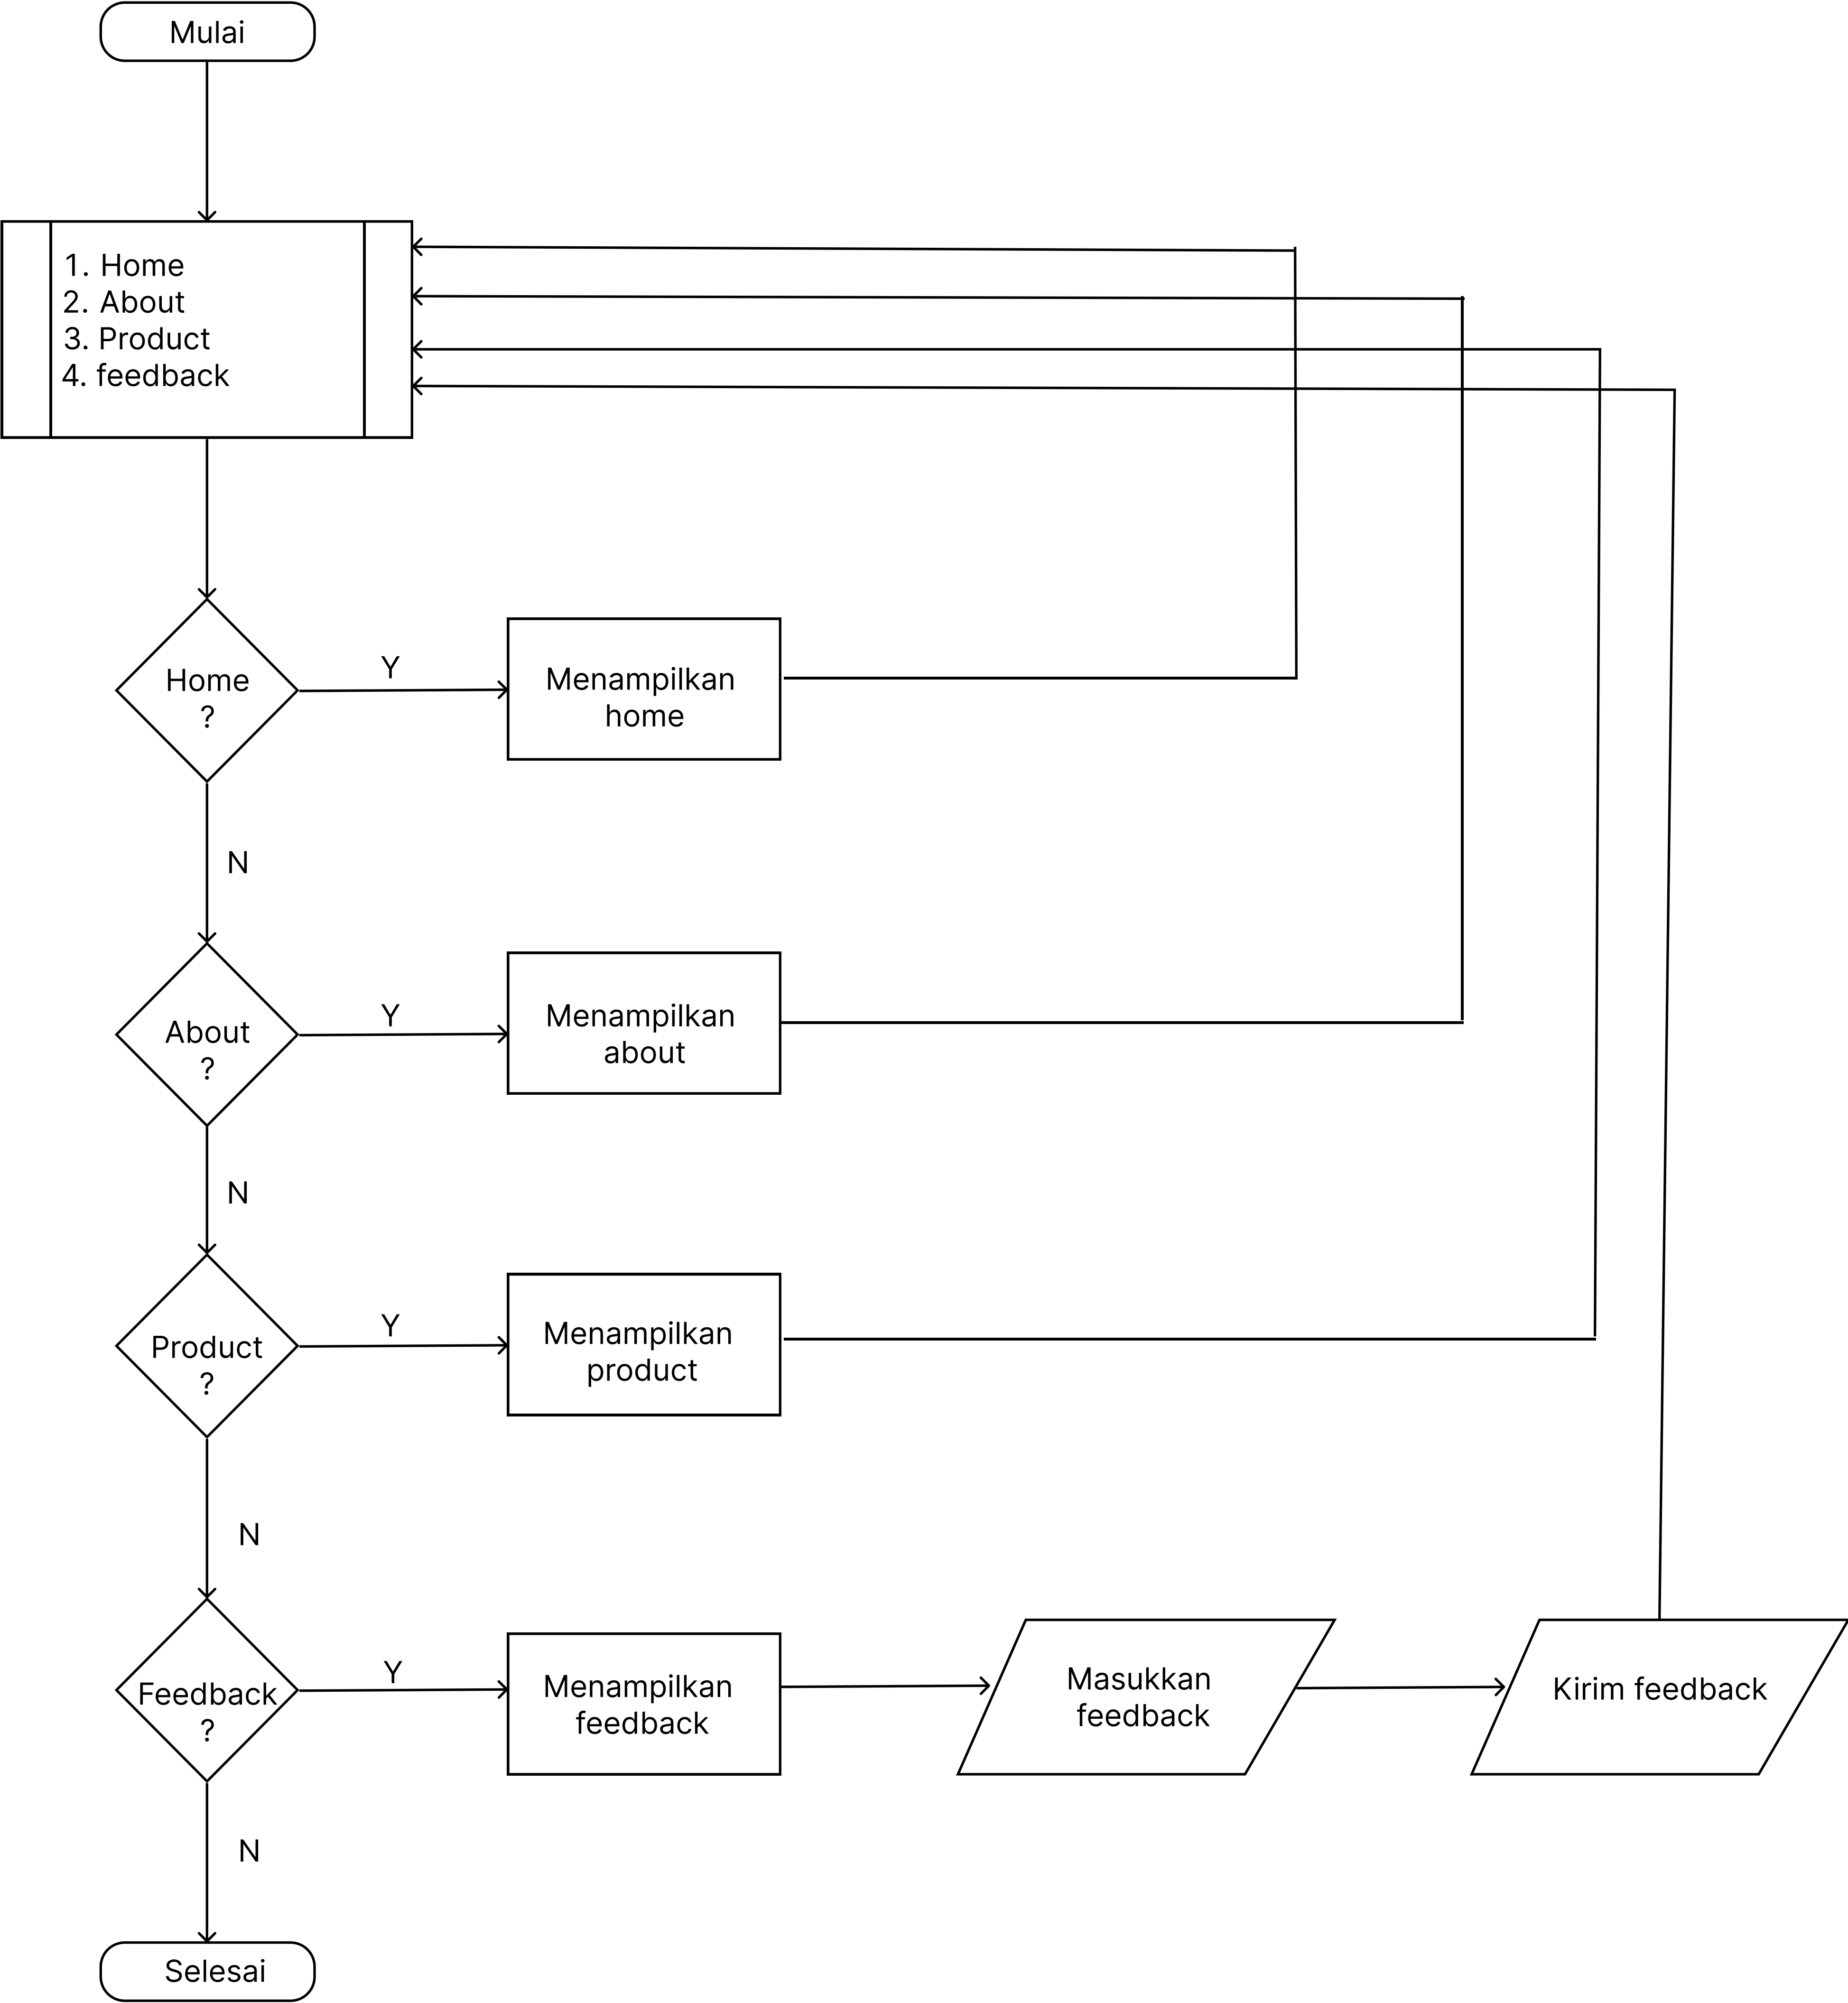 Mulai
1. Home
2. About
3. Product
4. feedback
Home
?
Y
Menampilkan
home
N
About
?
Y
Menampilkan
about
N
Product
?
Y
Menampilkan
product
N
Feedback
?
Y
Menampilkan
feedback
Masukkan
feedback
Kirim feedback
N
Selesai